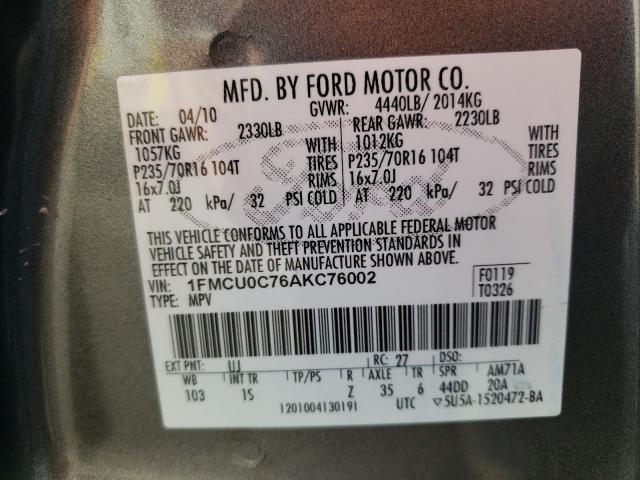 MFD. BY FORD MOTOR CO.
DATE: 04/10 GVWR: 4440LB/ 2014KG
FRONT GAWR: 2330LB REAR GAWR: 2230LB
1057KG WITH 1012KG WITH
P235/70R16 104T TIRES P235/70R16 104T TIRES
16x7.0J RIMS 16x7.0J RIMS
AT 220 kPa/ 32 PSI COLD AT 220 kPa/ 32 PSI COLD
Ford
THIS VEHICLE CONFORMS TO ALL APPLICABLE FEDERAL MOTOR
VEHICLE SAFETY AND THEFT PREVENTION STANDARDS IN
EFFECT ON THE DATE OF MANUFACTURE SHOWN ABOVE.
VIN: 1FMCU0C76AKC76002 F0119
TYPE: MPV T0326
EXT PNT: UJ RC: 27 DSO:
WB INT TR TP/PS R AXLE TR SPR AM71A
103 1S Z 35 6 44DD 20A
1201004130191 UTC ▽5U5A-1520472-BA